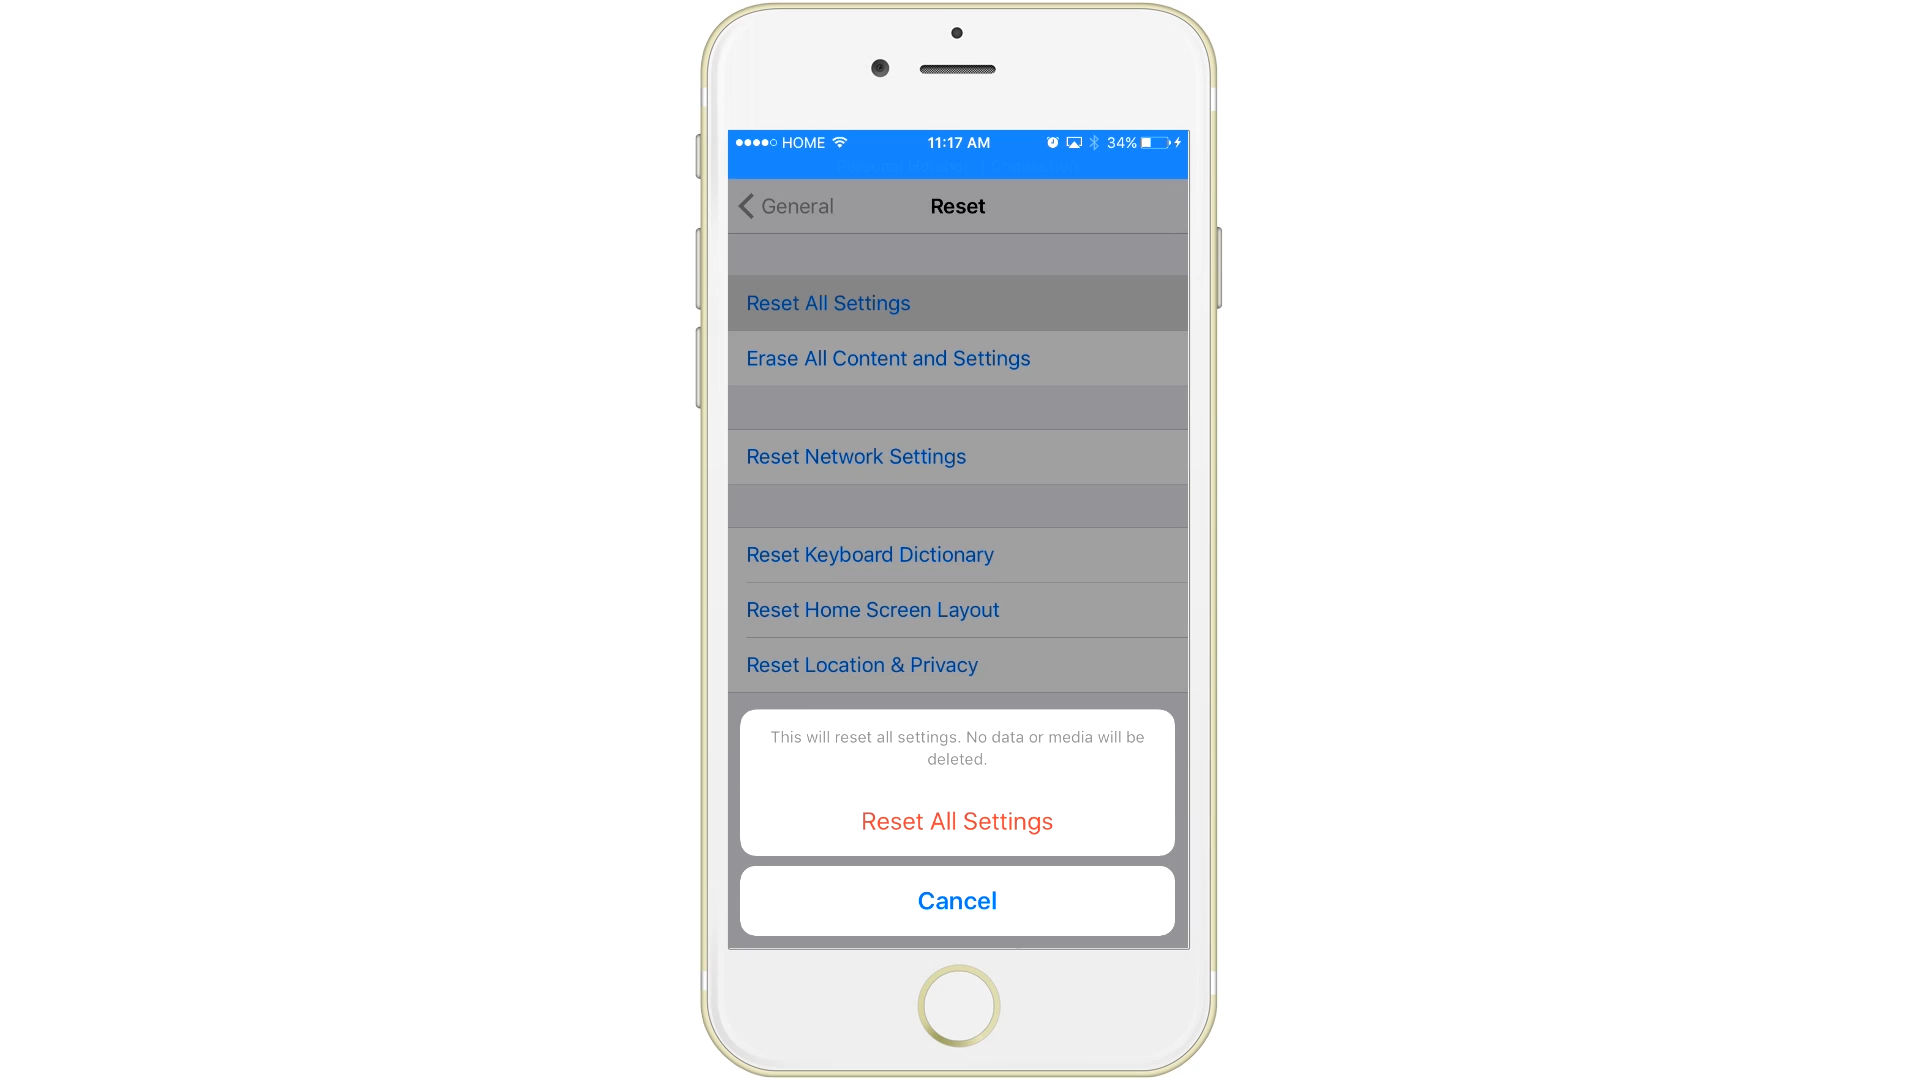 HOME 11:17 AM 34%
General Reset
Reset All Settings
Erase All Content and Settings
Reset Network Settings
Reset Keyboard Dictionary
Reset Home Screen Layout
Reset Location & Privacy
This will reset all settings. No data or media will be
deleted.
Reset All Settings
Cancel